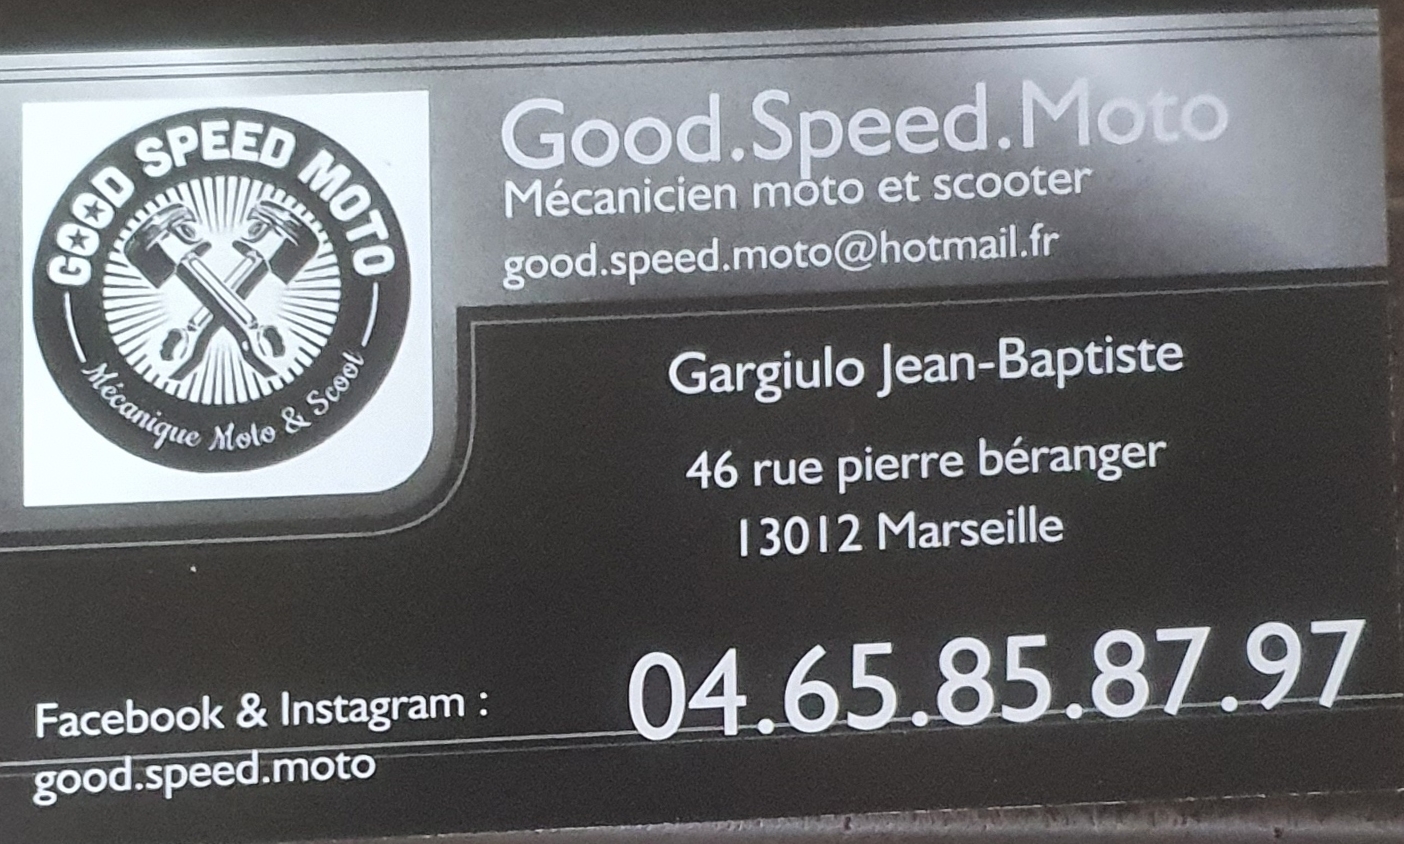 GOOD SPEED MOTO
Mécanique Moto & Scoot
Good.Speed.Moto
Mécanicien moto et scooter
good.speed.moto@hotmail.fr
Gargiulo Jean-Baptiste
46 rue pierre béranger
13012 Marseille
04.65.85.87.97
Facebook & Instagram :
good.speed.moto